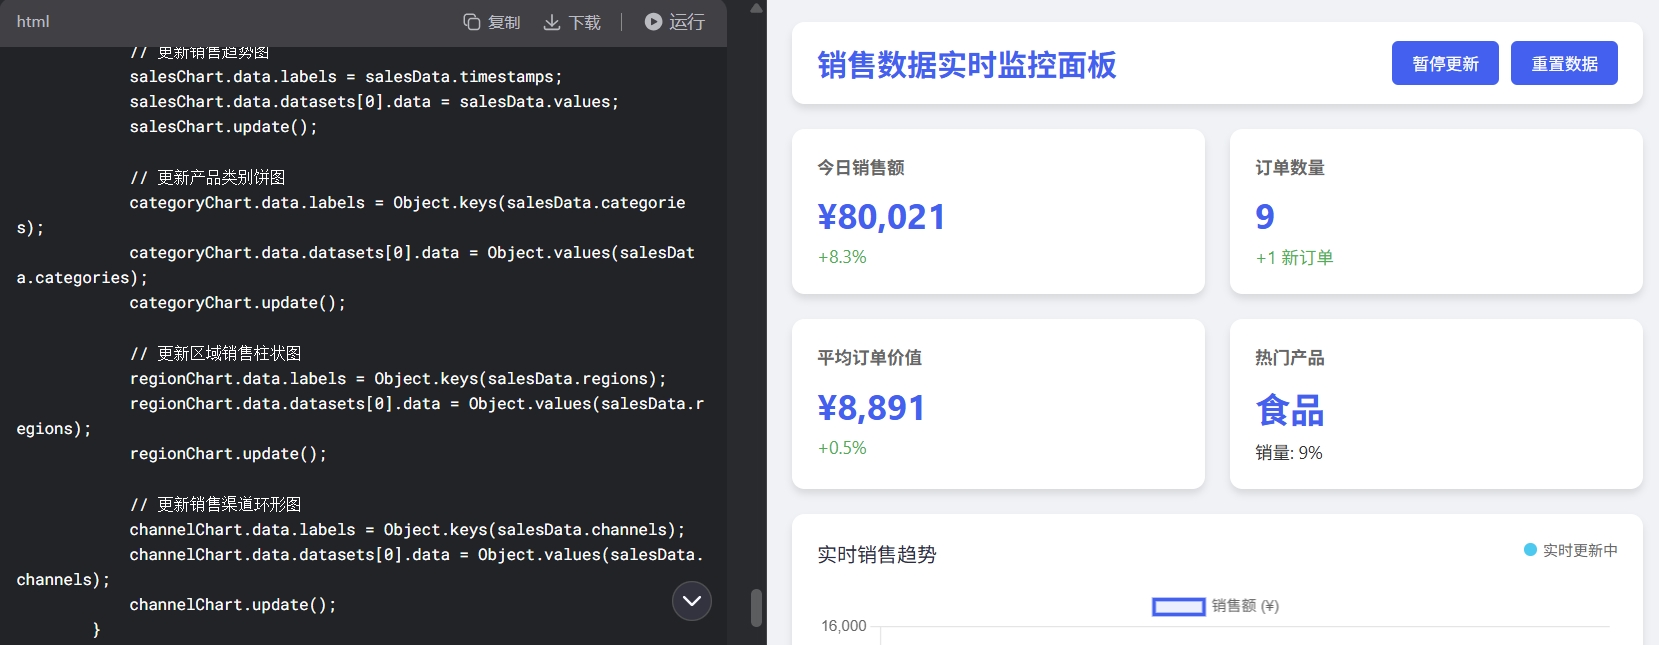 html
复制
下载
运行
// 更新销售趋势图
salesChart.data.labels = salesData.timestamps;
salesChart.data.datasets[0].data = salesData.values;
salesChart.update();
// 更新产品类别饼图
categoryChart.data.labels = Object.keys(salesData.categorie
s);
categoryChart.data.datasets[0].data = Object.values(salesDat
a.categories);
categoryChart.update();
// 更新区域销售柱状图
regionChart.data.labels = Object.keys(salesData.regions);
regionChart.data.datasets[0].data = Object.values(salesData.r
egions);
regionChart.update();
// 更新销售渠道环形图
channelChart.data.labels = Object.keys(salesData.channels);
channelChart.data.datasets[0].data = Object.values(salesData.
channels);
channelChart.update();
}
销售数据实时监控面板
暂停更新
重置数据
今日销售额
¥80,021
+8.3%
订单数量
9
+1 新订单
平均订单价值
¥8,891
+0.5%
热门产品
食品
销量: 9%
实时销售趋势
实时更新中
销售额 (¥)
16,000